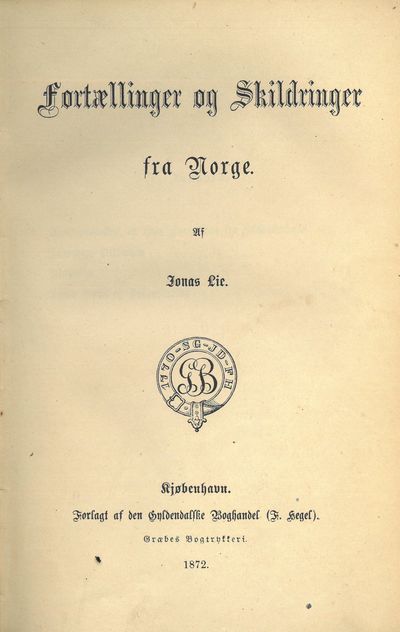 Fortællinger og Skildringer
fra Norge.
Af
Jonas Lie.
1770-SG-JD-FH
GB
Kjøbenhavn.
Forlagt af den Gyldendalske Boghandel (F. Hegel).
Græbes Bogtrykkeri.
1872.